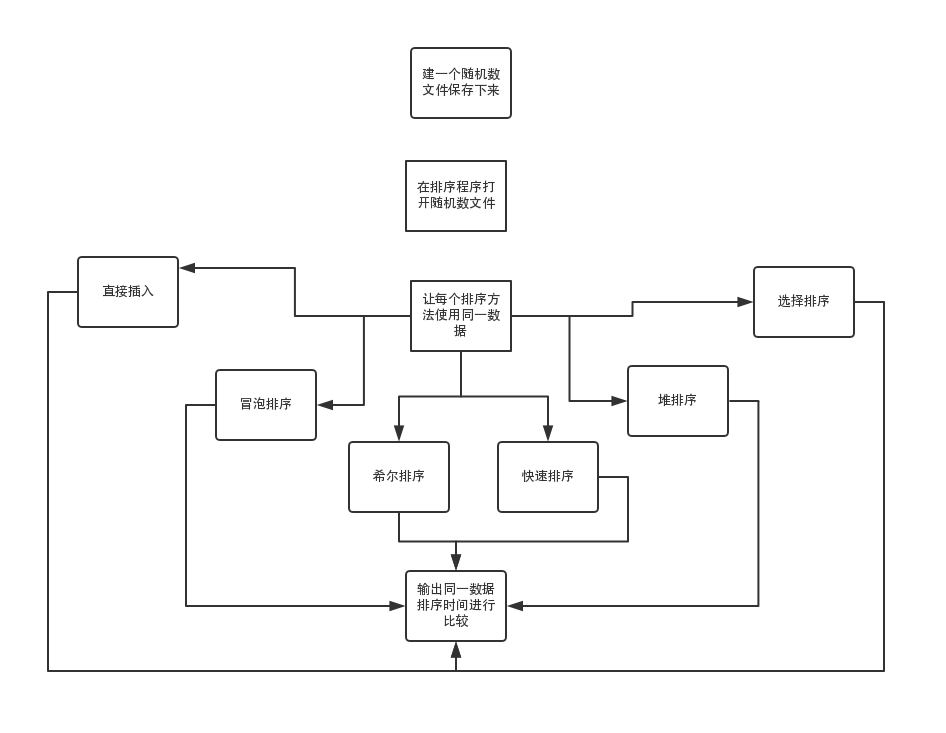 建一个随机数
文件保存下来
在排序程序打
开随机数文件
直接插入
让每个排序方
法使用同一数
据
选择排序
冒泡排序
堆排序
希尔排序
快速排序
输出同一数据
排序时间进行
比较